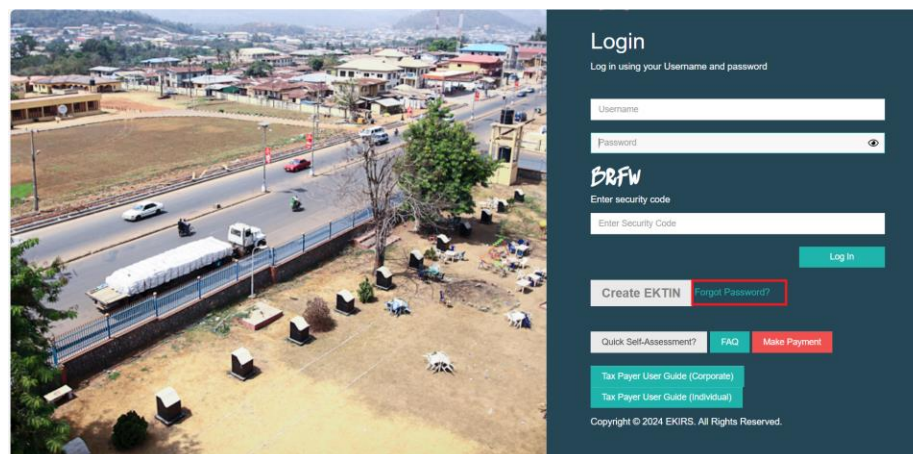 Login
Log in using your Username and password
Username
Password
BRFW
Enter security code
Enter Security Code
Log In
Create EKTIN Forgot Password?
Quick Self-Assessment? FAQ Make Payment
Tax Payer User Guide (Corporate)
Tax Payer User Guide (Individual)
Copyright © 2024 EKIRS. All Rights Reserved.